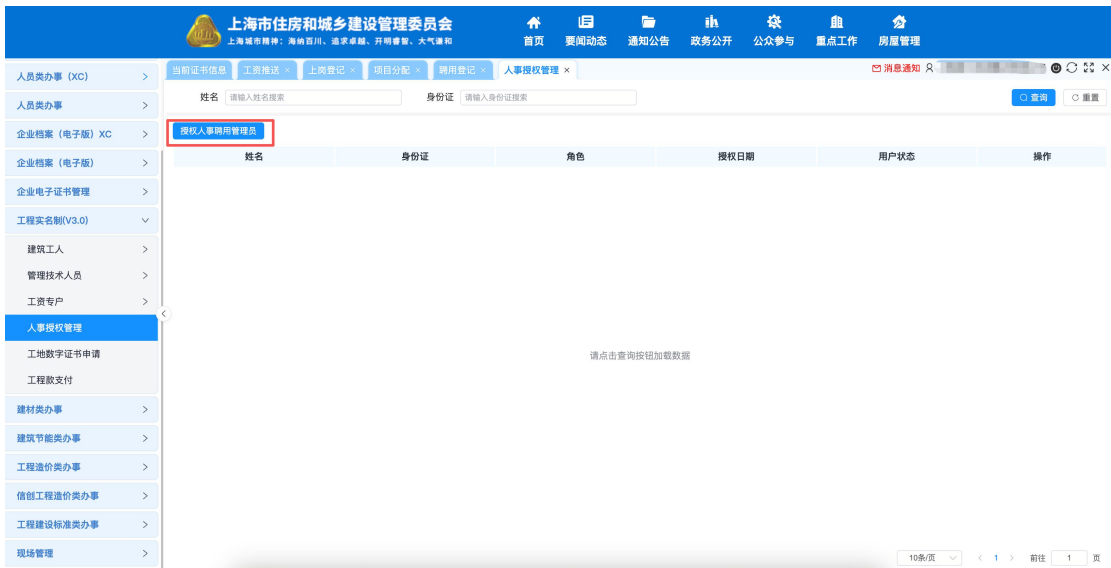 上海市住房和城乡建设管理委员会
上海城市精神：海纳百川、追求卓越、开明睿智、大气谦和
首页 要闻动态 通知公告 政务公开 公众参与 重点工作 房屋管理
当前证书信息 工资推送 × 上岗登记 × 项目分配 × 聘用登记 × 人事授权管理 ×
消息通知
姓名 请输入姓名搜索 身份证 请输入身份证搜索 查询 重置
授权人事聘用管理员
姓名 身份证 角色 授权日期 用户状态 操作
人员类办事（XC）
人员类办事
企业档案（电子版）XC
企业档案（电子版）
企业电子证书管理
工程实名制(V3.0)
建筑工人
管理技术人员
工资专户
人事授权管理
工地数字证书申请
工程款支付
建材类办事
建筑节能类办事
工程造价类办事
信创工程造价类办事
工程建设标准类办事
现场管理
请点击查询按钮加载数据
10条/页 1 前往 1 页